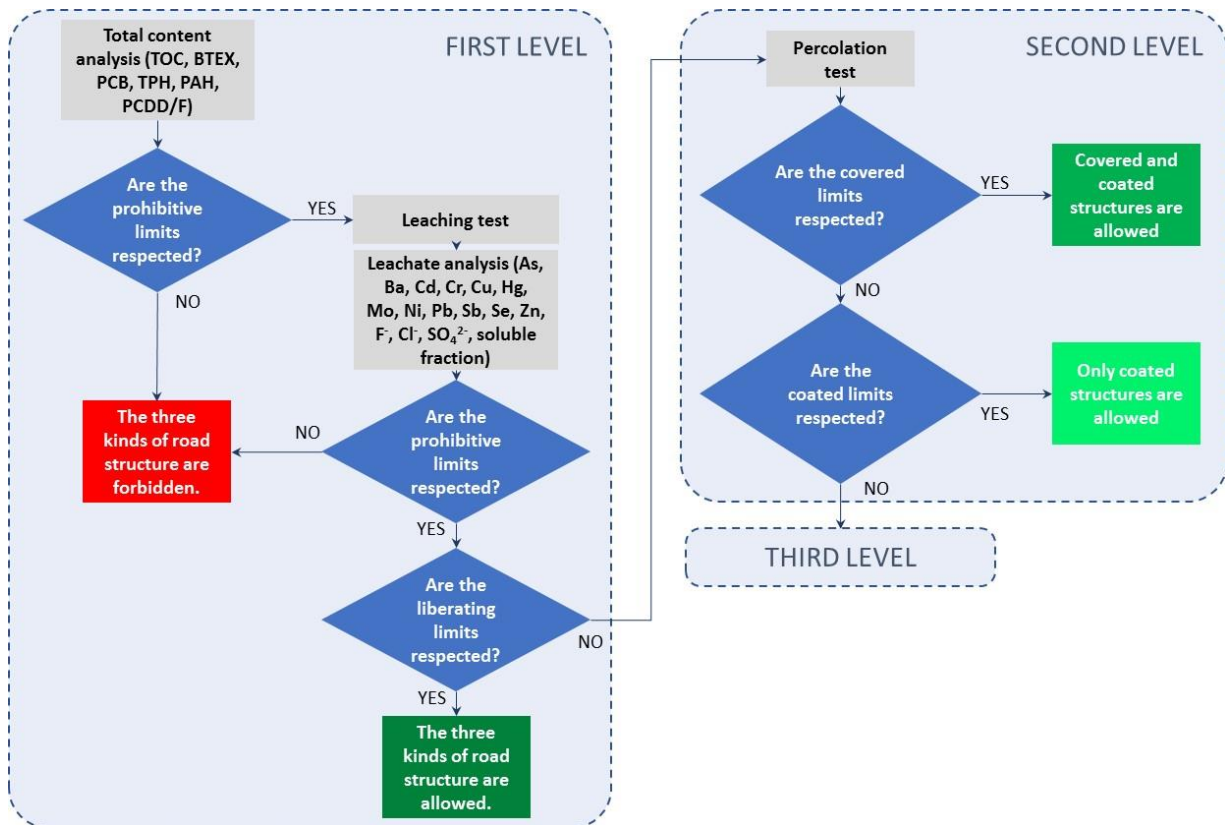 FIRST LEVEL
Total content
analysis (TOC, BTEX,
PCB, TPH, PAH,
PCDD/F)
Are the
prohibitive
limits
respected?
YES
NO
Leaching test
Leachate analysis (As,
Ba, Cd, Cr, Cu, Hg,
Mo, Ni, Pb, Sb, Se, Zn,
F⁻, Cl⁻, SO₄²⁻, soluble
fraction)
The three
kinds of road
structure are
forbidden.
NO
Are the
prohibitive
limits
respected?
YES
Are the
liberating
limits
respected?
NO
YES
The three
kinds of road
structure are
allowed.
SECOND LEVEL
Percolation
test
Are the covered
limits
respected?
YES
Covered and
coated
structures are
allowed
NO
Are the
coated limits
respected?
YES
Only coated
structures are
allowed
NO
THIRD LEVEL